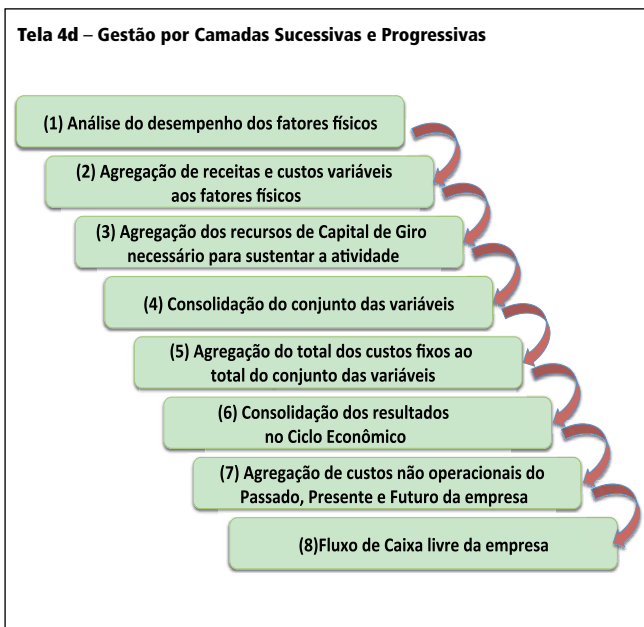 Tela 4d – Gestão por Camadas Sucessivas e Progressivas
(1) Análise do desempenho dos fatores físicos
(2) Agregação de receitas e custos variáveis
aos fatores físicos
(3) Agregação dos recursos de Capital de Giro
necessário para sustentar a atividade
(4) Consolidação do conjunto das variáveis
(5) Agregação do total dos custos fixos ao
total do conjunto das variáveis
(6) Consolidação dos resultados
no Ciclo Econômico
(7) Agregação de custos não operacionais do
Passado, Presente e Futuro da empresa
(8)Fluxo de Caixa livre da empresa